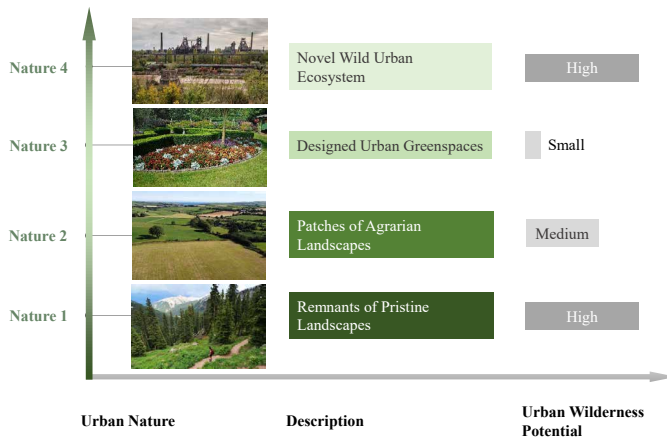 Nature 4
Novel Wild Urban
Ecosystem
High
Nature 3
Designed Urban Greenspaces
Small
Nature 2
Patches of Agrarian
Landscapes
Medium
Nature 1
Remnants of Pristine
Landscapes
High
Urban Nature
Description
Urban Wilderness
Potential